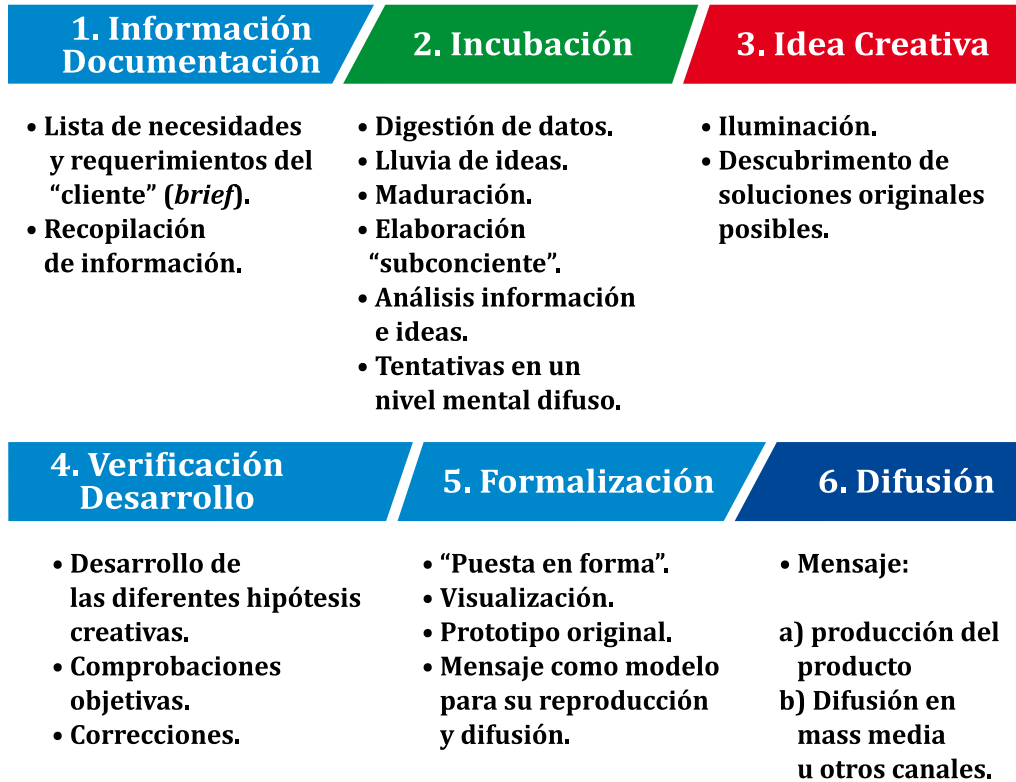 1. Información
Documentación
2. Incubación
3. Idea Creativa
• Lista de necesidades
y requerimientos del
“cliente” (brief).
• Recopilación
de información.
• Digestión de datos.
• Lluvia de ideas.
• Maduración.
• Elaboración
“subconciente”.
• Análisis información
e ideas.
• Tentativas en un
nivel mental difuso.
• Iluminación.
• Descubrimento de
soluciones originales
posibles.
4. Verificación
Desarrollo
5. Formalización
6. Difusión
• Desarrollo de
las diferentes hipótesis
creativas.
• Comprobaciones
objetivas.
• Correcciones.
• “Puesta en forma”.
• Visualización.
• Prototipo original.
• Mensaje como modelo
para su reproducción
y difusión.
• Mensaje:
a) producción del
producto
b) Difusión en
mass media
u otros canales.